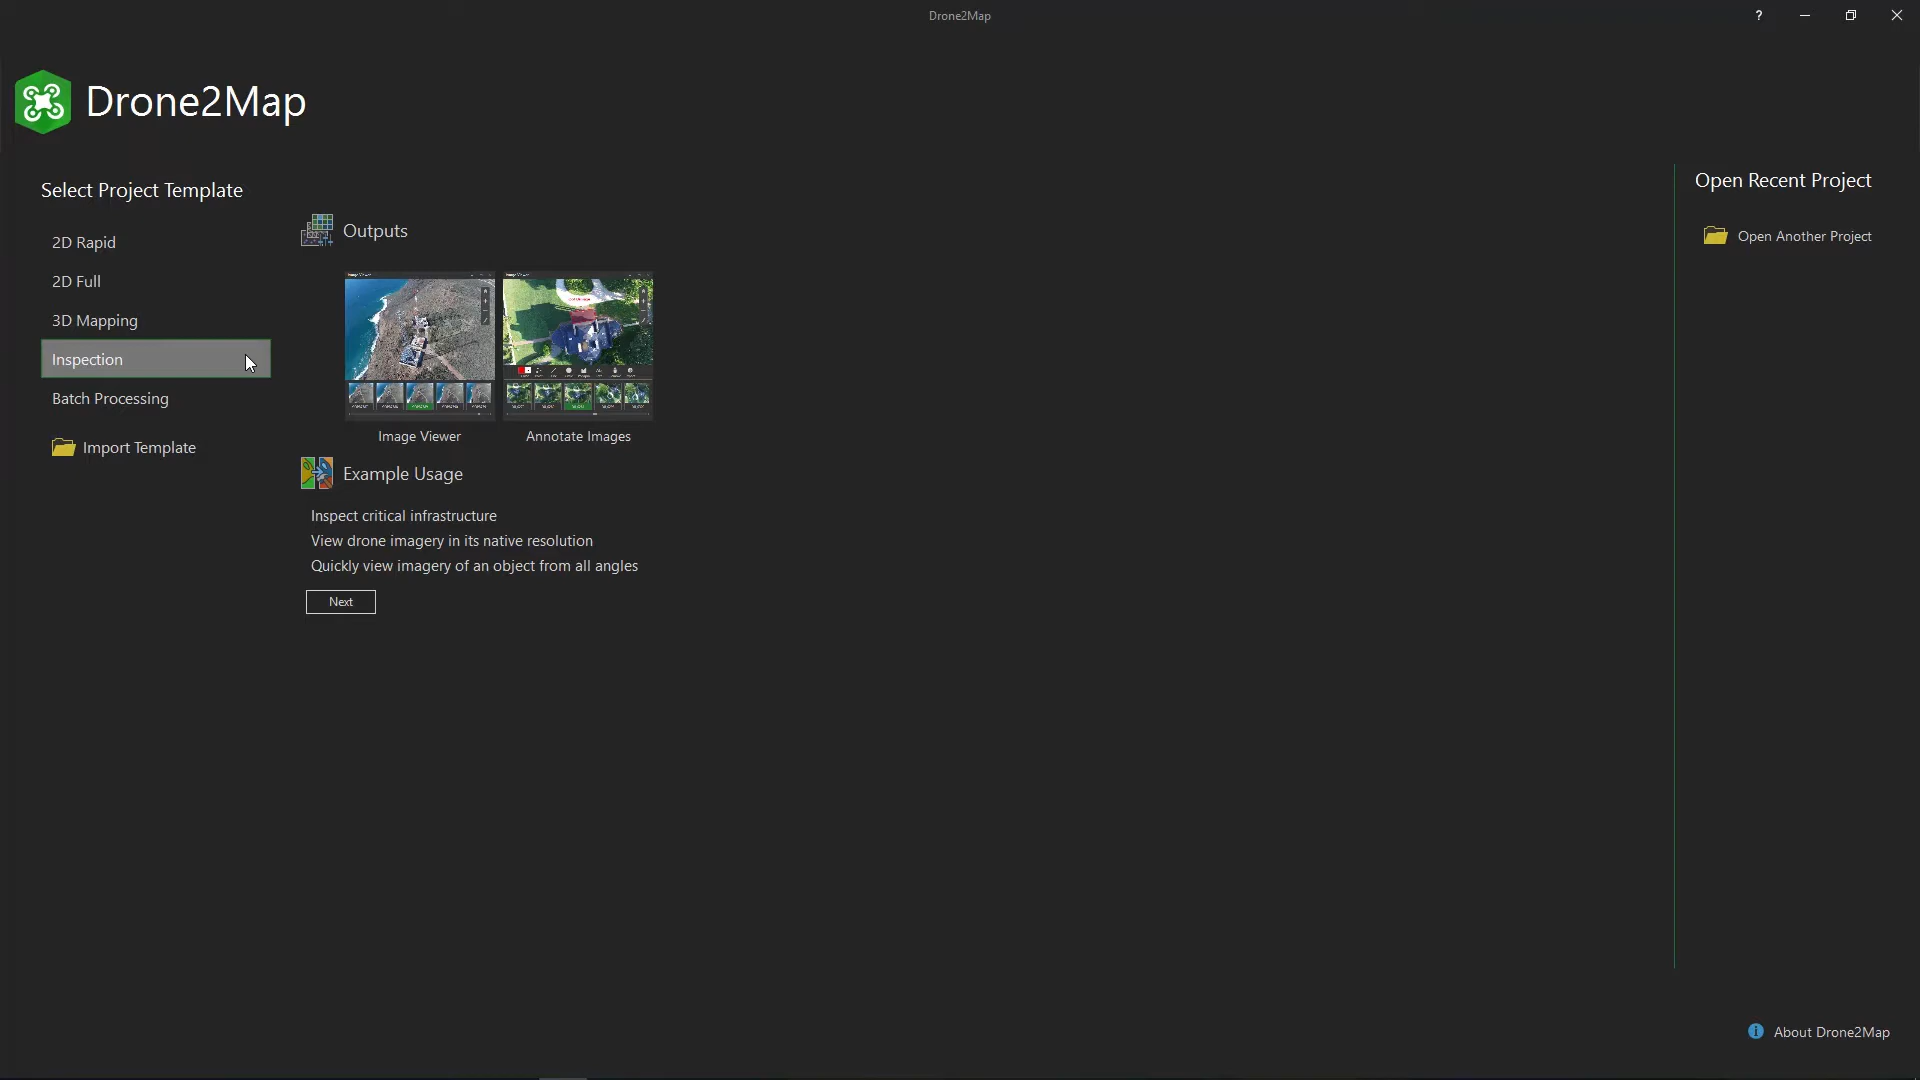 Drone2Map
?
Drone2Map
Select Project Template
2D Rapid
2D Full
3D Mapping
Inspection
Batch Processing
Import Template
Outputs
Image Viewer
Annotate Images
Example Usage
Inspect critical infrastructure
View drone imagery in its native resolution
Quickly view imagery of an object from all angles
Next
Open Recent Project
Open Another Project
About Drone2Map